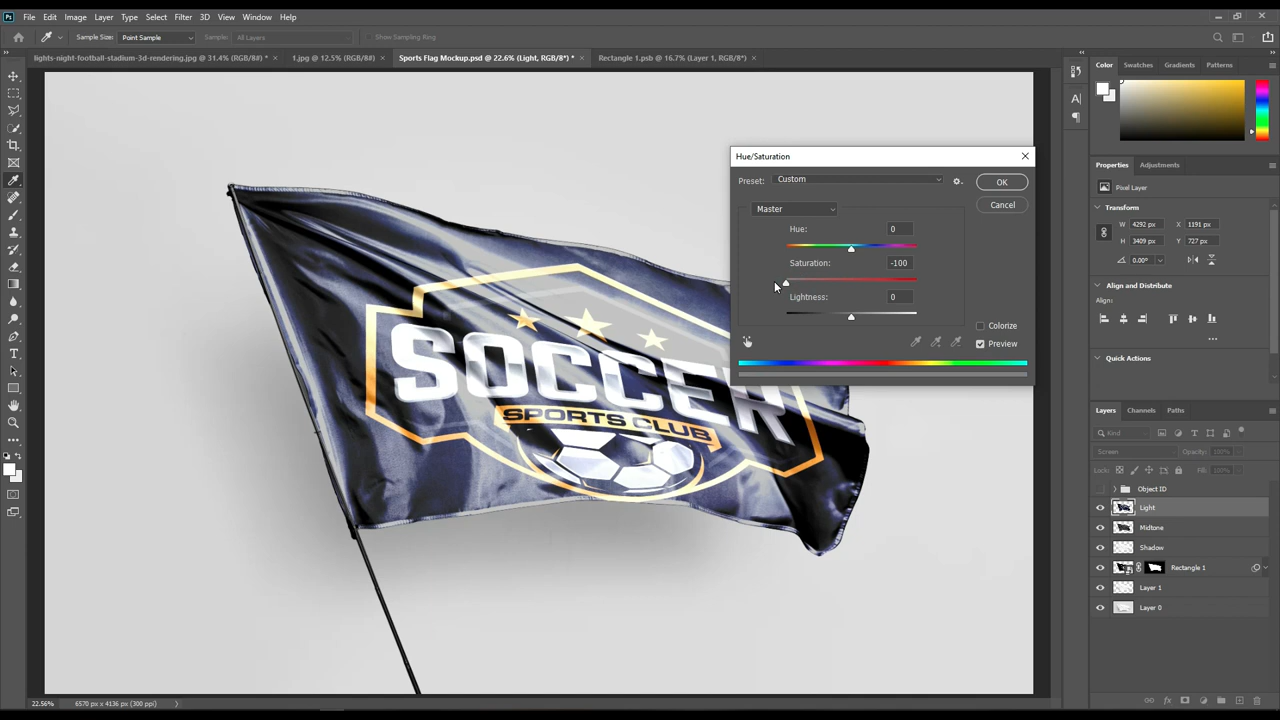 Ps File Edit Image Layer Type Select Filter 3D View Window Help
Sample Size: Point Sample Sample: All Layers Show Sampling Ring
lights-night-football-stadium-3d-rendering.jpg @ 31.4% (RGB/8#) * × 1.jpg @ 12.5% (RGB/8#) × Sports Flag Mockup.psd @ 22.6% (Light, RGB/8*) * × Rectangle 1.psb @ 16.7% (Layer 1, RGB/8*) ×
Color Swatches Gradients Patterns
Hue/Saturation
Preset: Custom
OK
Master
Cancel
Hue: 0
Saturation: -100
Lightness: 0
Colorize
Preview
SOCCER
SPORTS CLUB
Properties Adjustments
Pixel Layer
Transform
W 4292 px X 1191 px
H 3409 px Y 727 px
0.00°
Align and Distribute
Align:
Quick Actions
Layers Channels Paths
Kind
Screen Opacity: 100%
Lock: Fill: 100%
Object ID
Light
Midtone
Shadow
Rectangle 1
Layer 1
Layer 0
22.56% 6570 px x 4136 px (300 ppi)